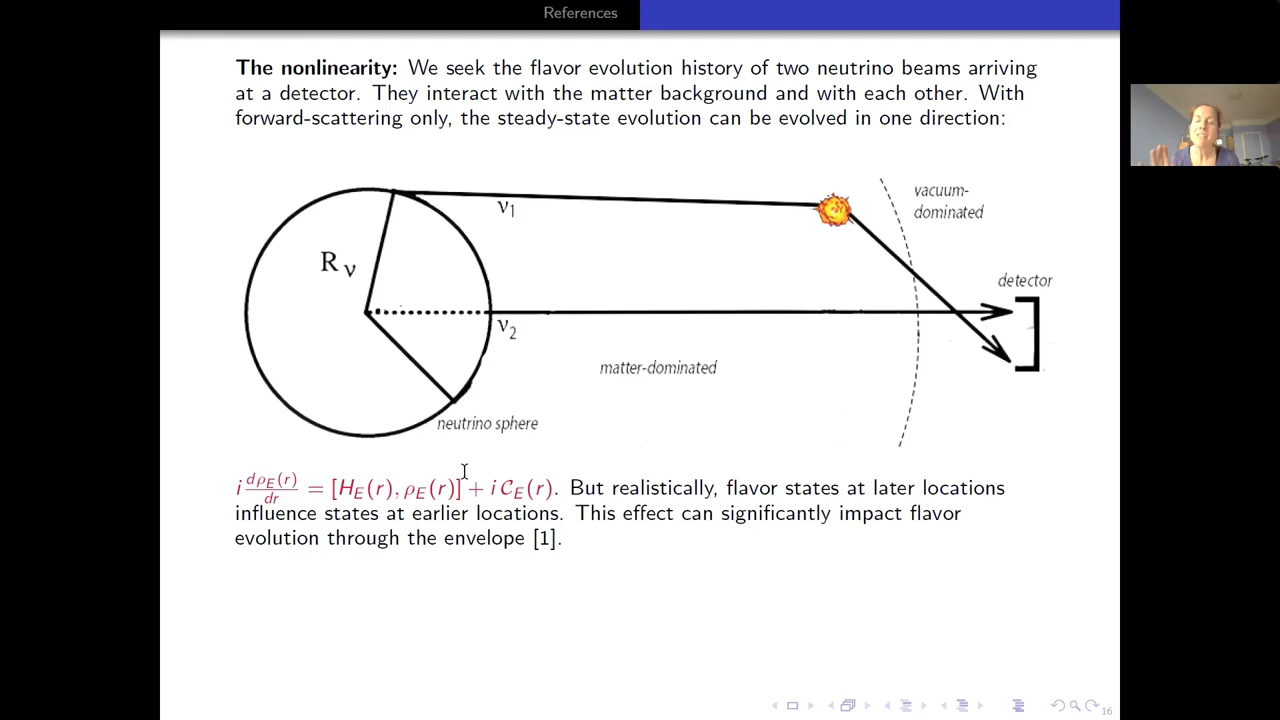 References
The nonlinearity: We seek the flavor evolution history of two neutrino beams arriving
at a detector. They interact with the matter background and with each other. With
forward-scattering only, the steady-state evolution can be evolved in one direction:
vacuum-
dominated
ν1
Rν
detector
ν2
matter-dominated
neutrino sphere
i dρE(r)/dr = [HE(r), ρE(r)] + i CE(r). But realistically, flavor states at later locations
influence states at earlier locations. This effect can significantly impact flavor
evolution through the envelope [1].
16